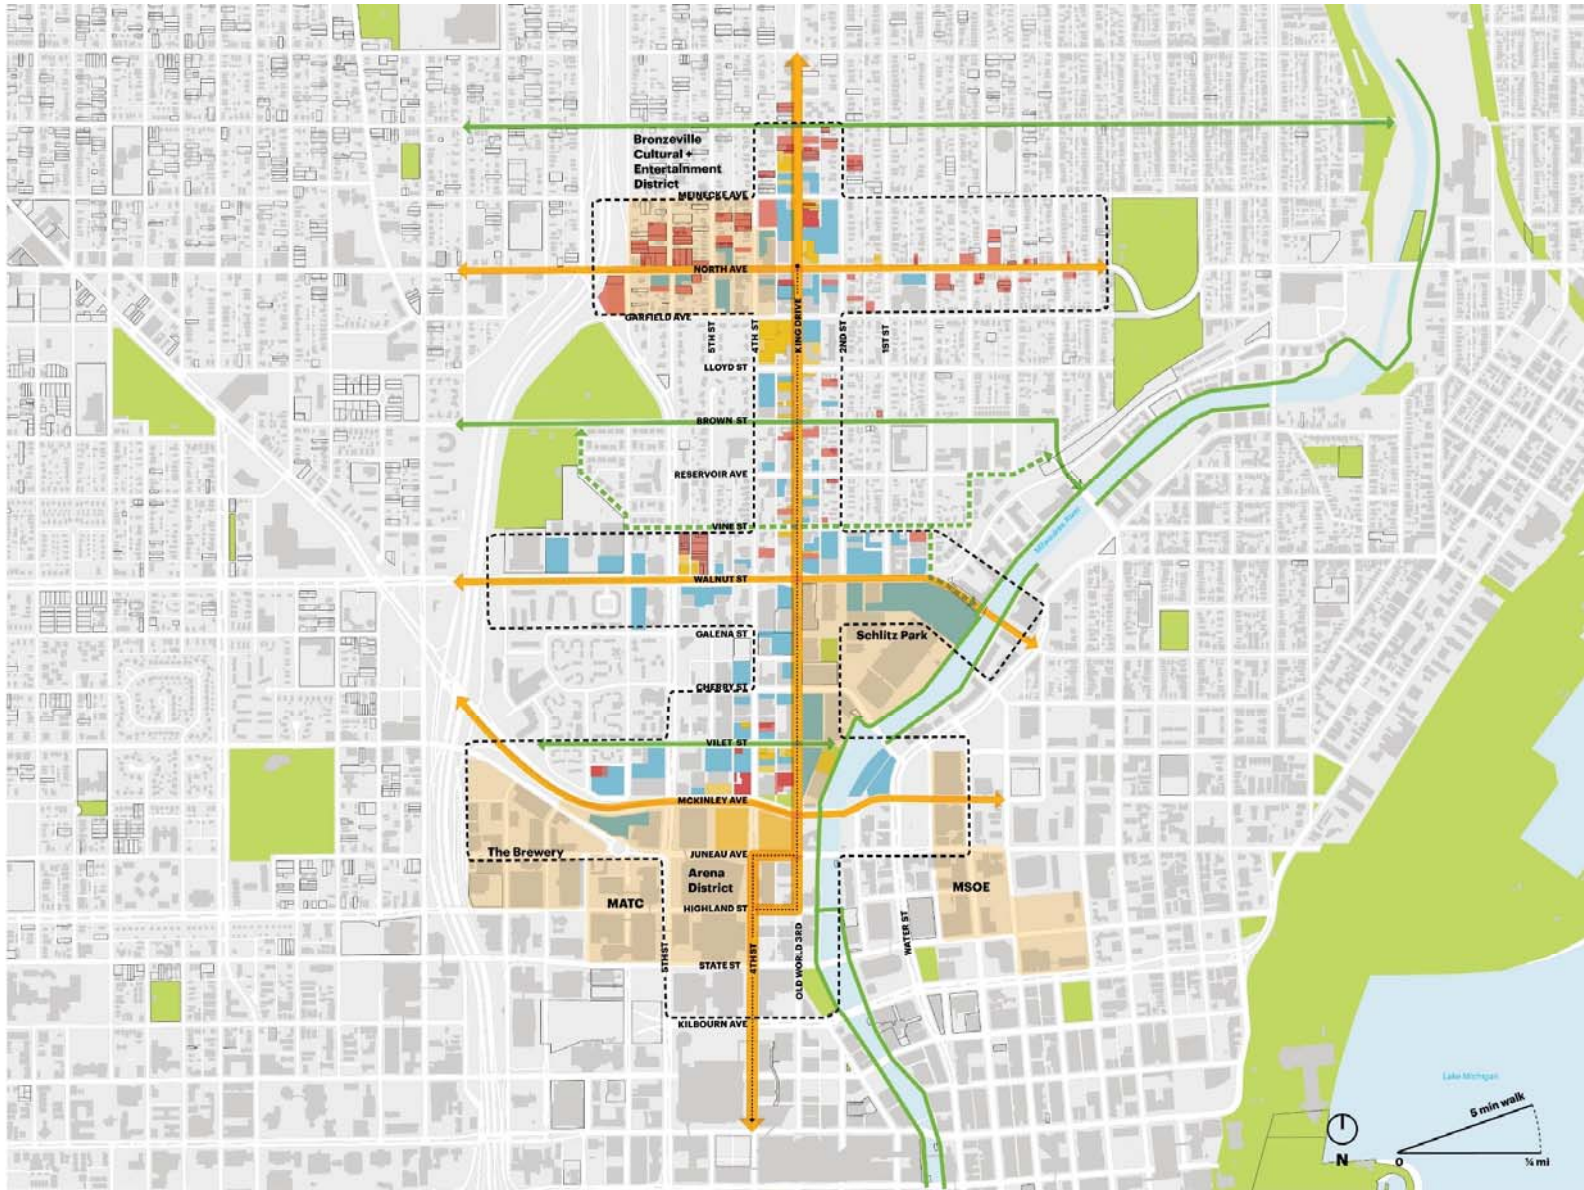 Bronzeville
Cultural +
Entertainment
District
MEINECKE AVE
NORTH AVE
GARFIELD AVE
5TH ST
4TH ST
KING DRIVE
2ND ST
1ST ST
LLOYD ST
BROWN ST
RESERVOIR AVE
VINE ST
Milwaukee River
WALNUT ST
GALENA ST
Schlitz Park
CHERRY ST
VILET ST
MCKINLEY AVE
The Brewery
JUNEAU AVE
Arena
District
MSOE
MATC
HIGHLAND ST
WATER ST
5TH ST
4TH ST
OLD WORLD 3RD
STATE ST
KILBOURN AVE
Lake Michigan
5 min walk
N
0
¼ mi